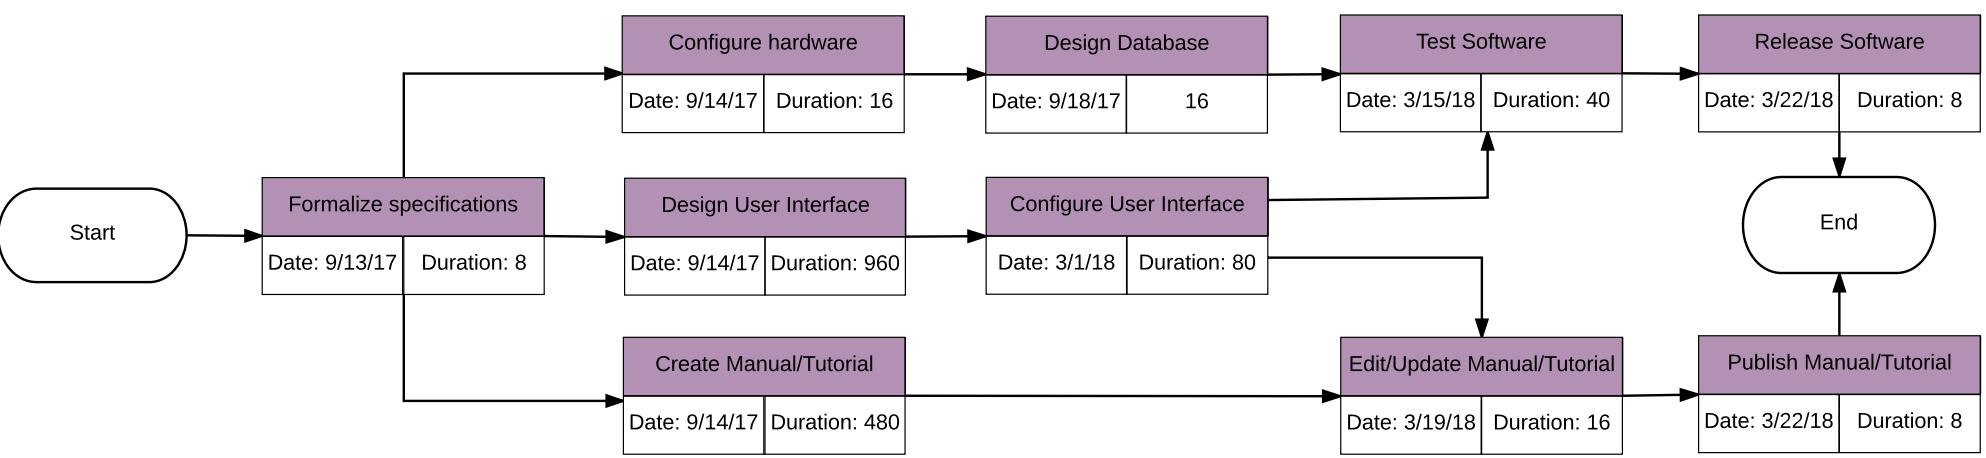 Configure hardware
Date: 9/14/17 Duration: 16
Design Database
Date: 9/18/17 16
Test Software
Date: 3/15/18 Duration: 40
Release Software
Date: 3/22/18 Duration: 8
Start
Formalize specifications
Date: 9/13/17 Duration: 8
Design User Interface
Date: 9/14/17 Duration: 960
Configure User Interface
Date: 3/1/18 Duration: 80
End
Create Manual/Tutorial
Date: 9/14/17 Duration: 480
Edit/Update Manual/Tutorial
Date: 3/19/18 Duration: 16
Publish Manual/Tutorial
Date: 3/22/18 Duration: 8